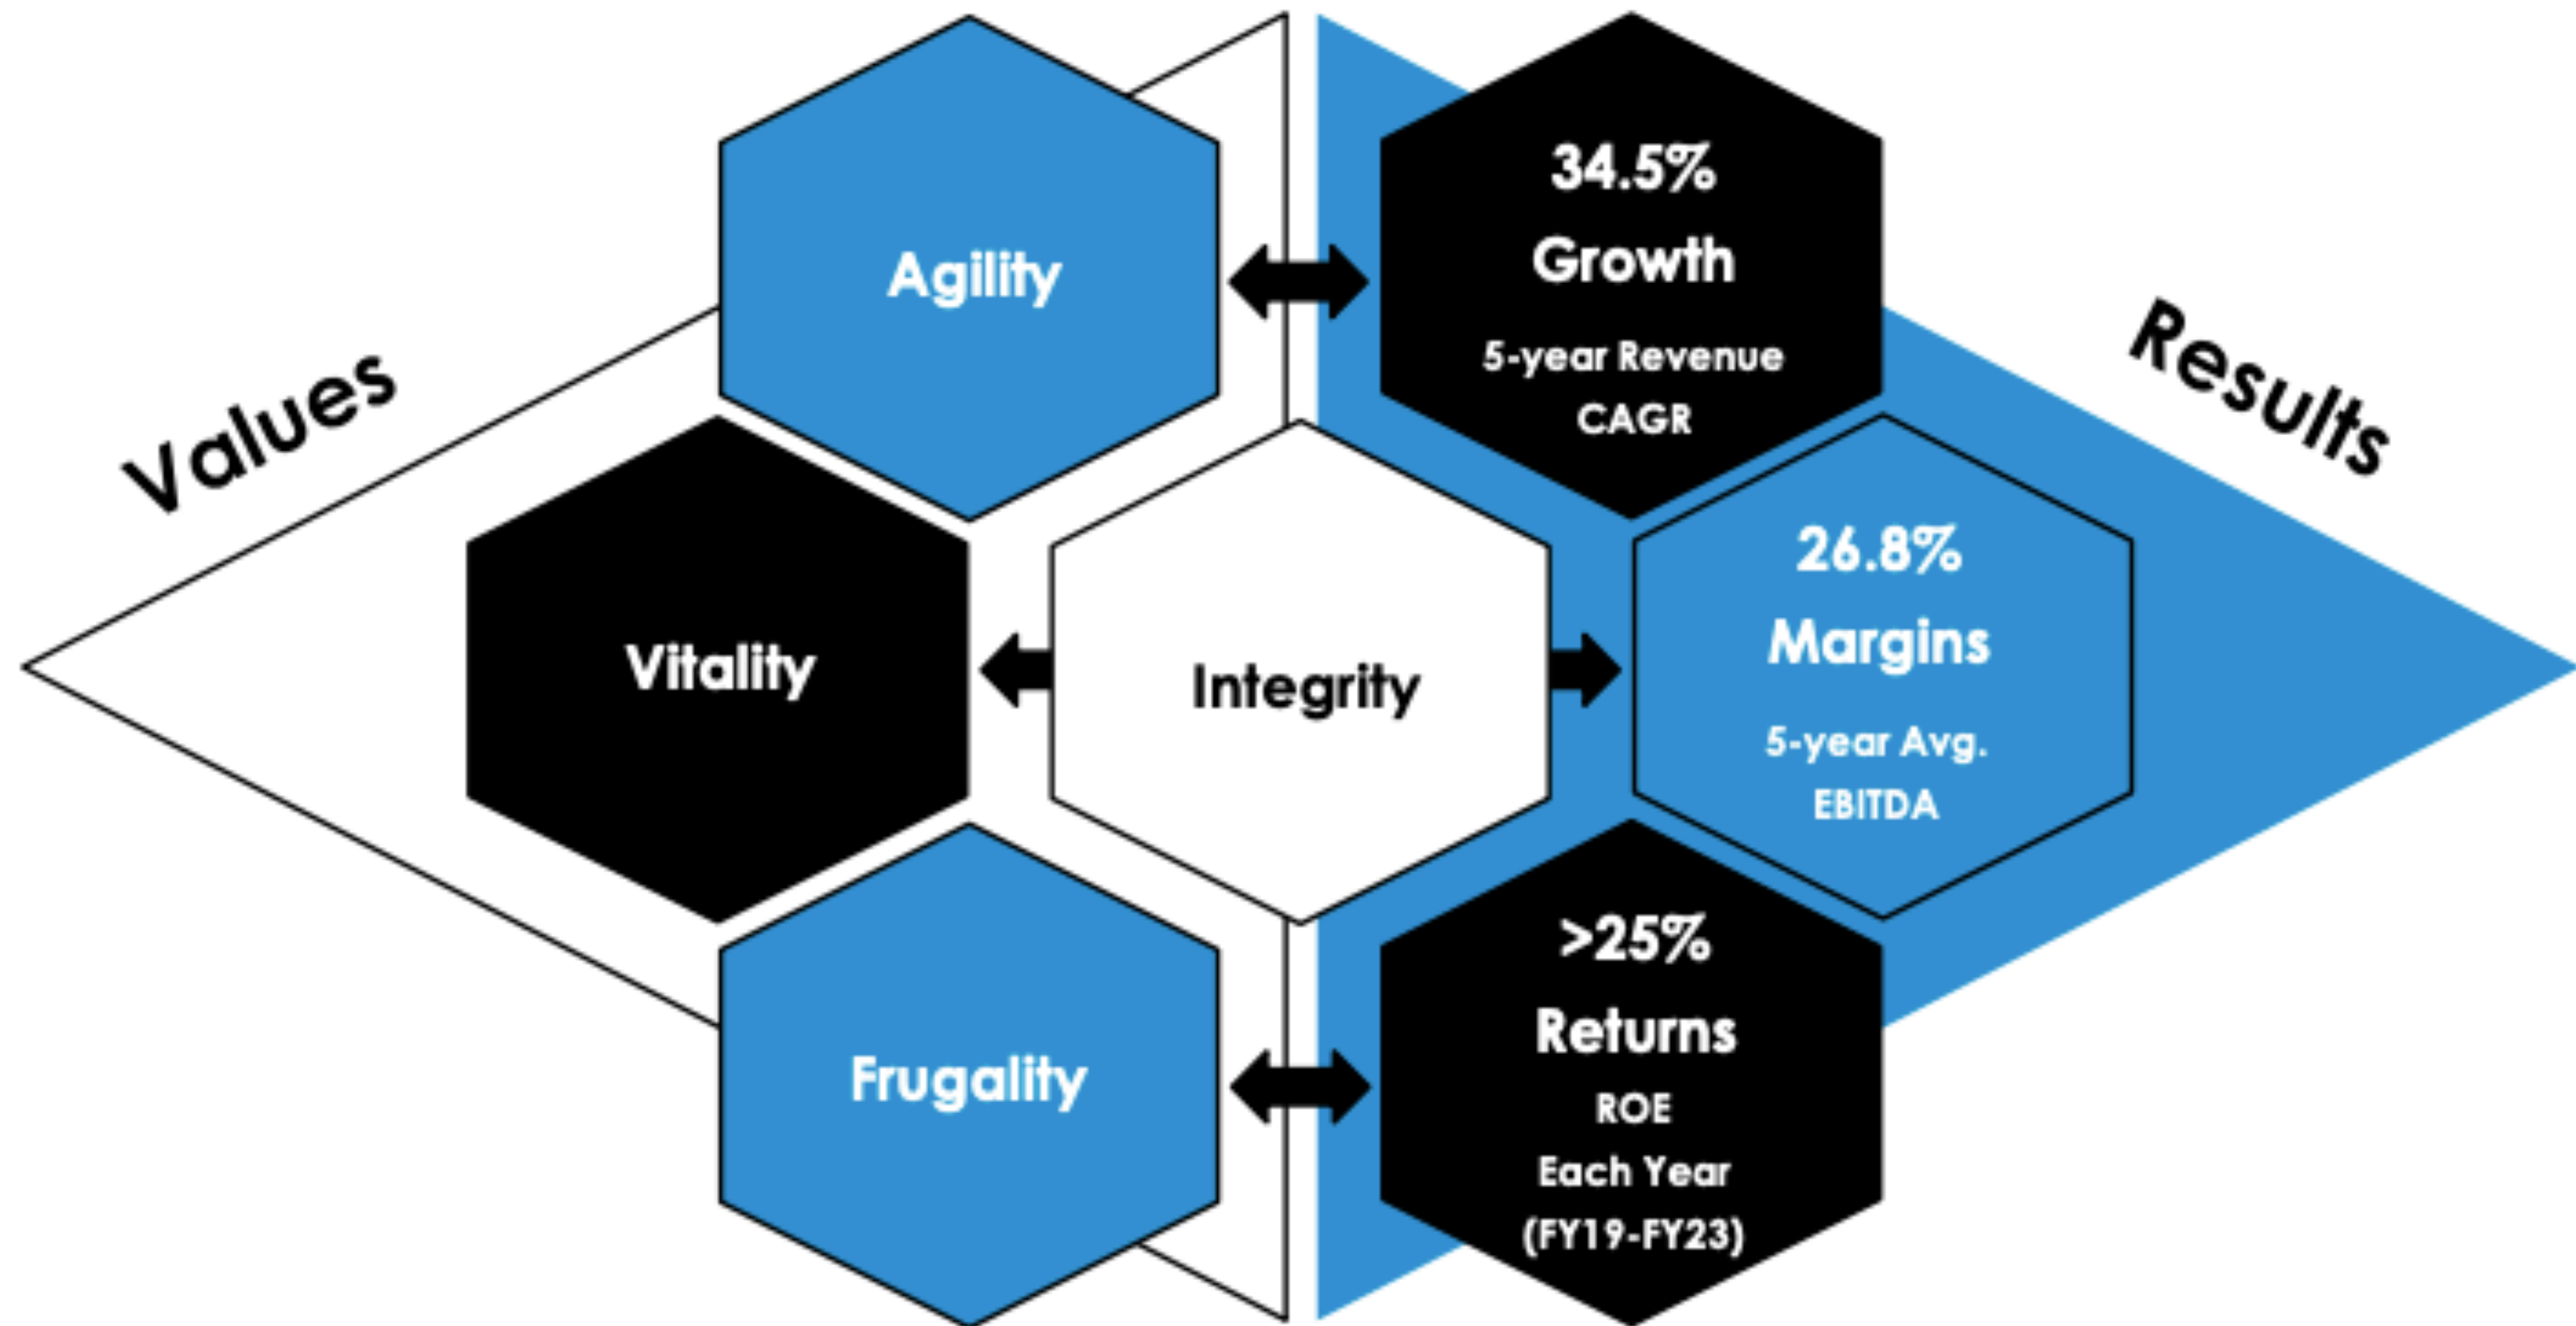 Values
Results
Agility
34.5%
Growth
5-year Revenue
CAGR
Vitality
Integrity
26.8%
Margins
5-year Avg.
EBITDA
Frugality
>25%
Returns
ROE
Each Year
(FY19-FY23)